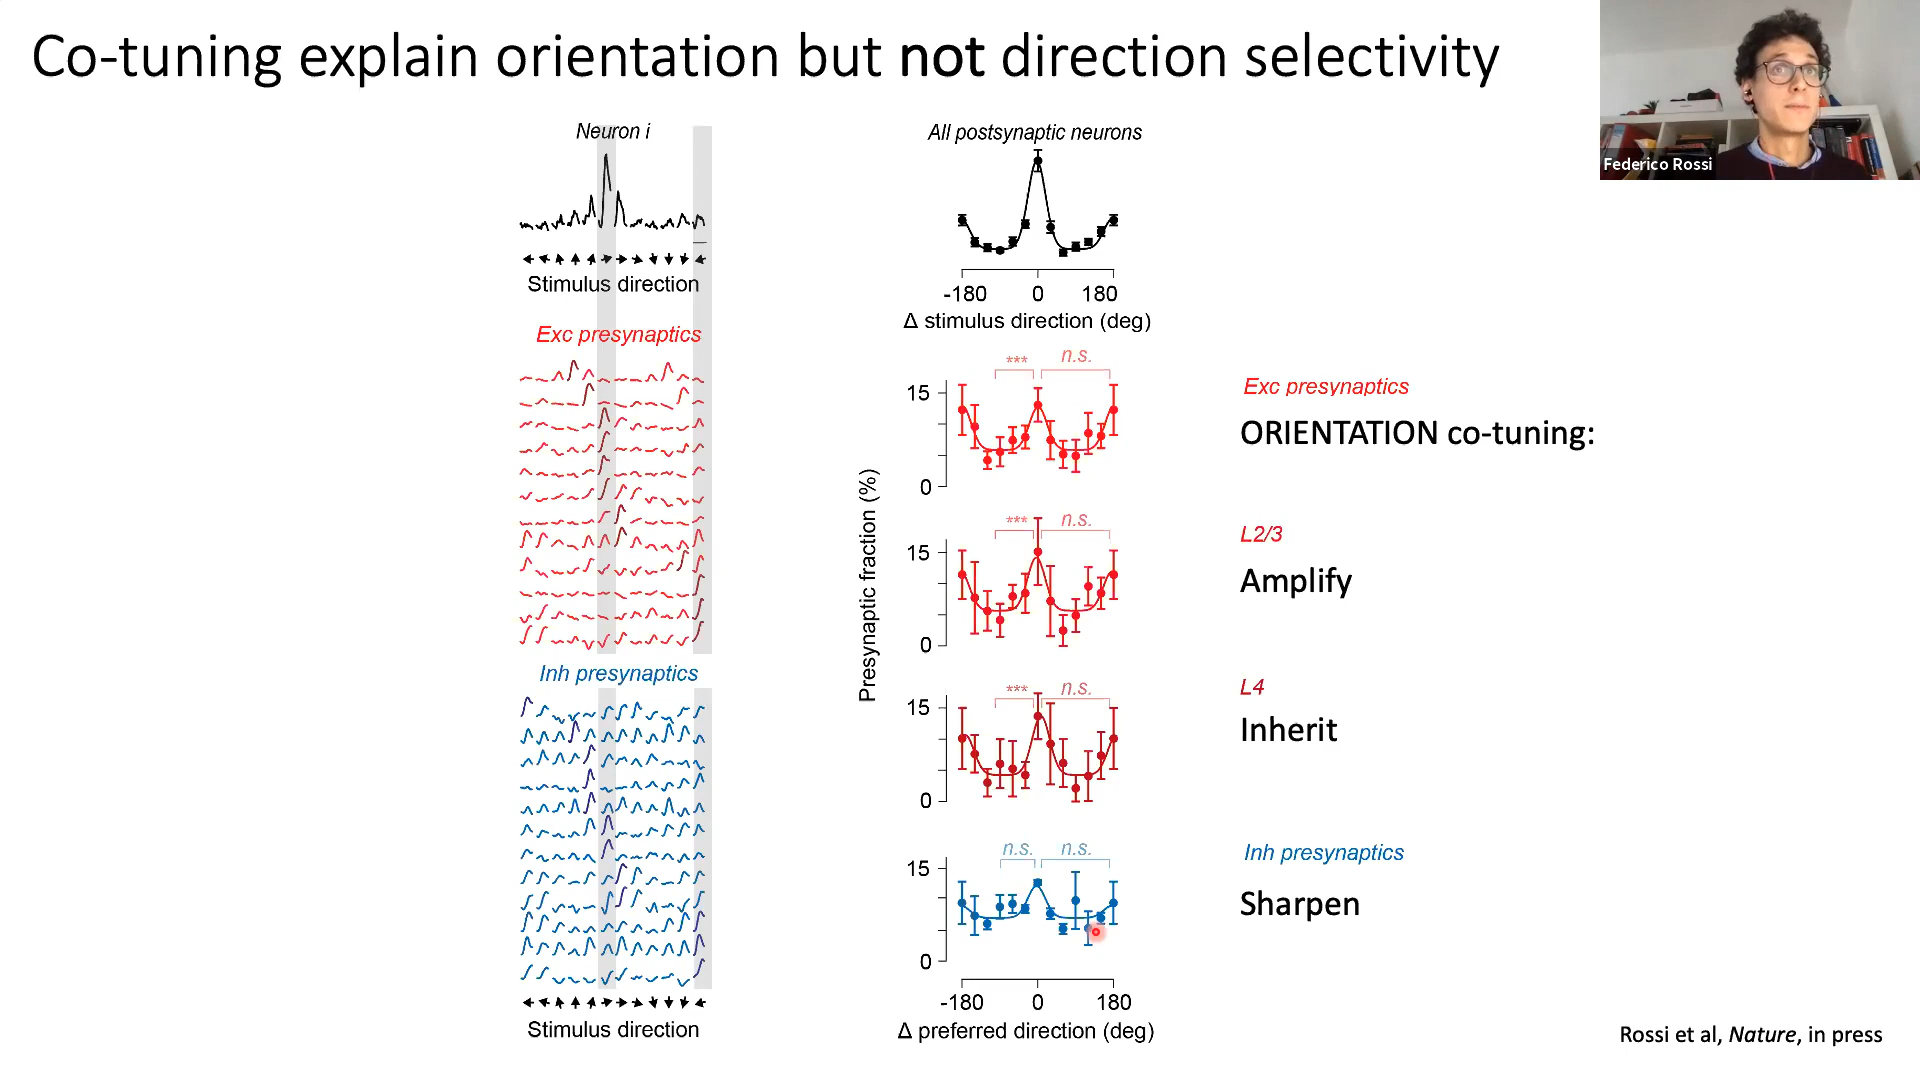 Co-tuning explain orientation but not direction selectivity
Federico Rossi
Neuron i
Stimulus direction
Exc presynaptics
Inh presynaptics
Stimulus direction
All postsynaptic neurons
-180 0 180
Δ stimulus direction (deg)
Presynaptic fraction (%)
*** n.s.
15
0
*** n.s.
15
0
*** n.s.
15
0
n.s. n.s.
15
0
-180 0 180
Δ preferred direction (deg)
Exc presynaptics
ORIENTATION co-tuning:
L2/3
Amplify
L4
Inherit
Inh presynaptics
Sharpen
Rossi et al, Nature, in press